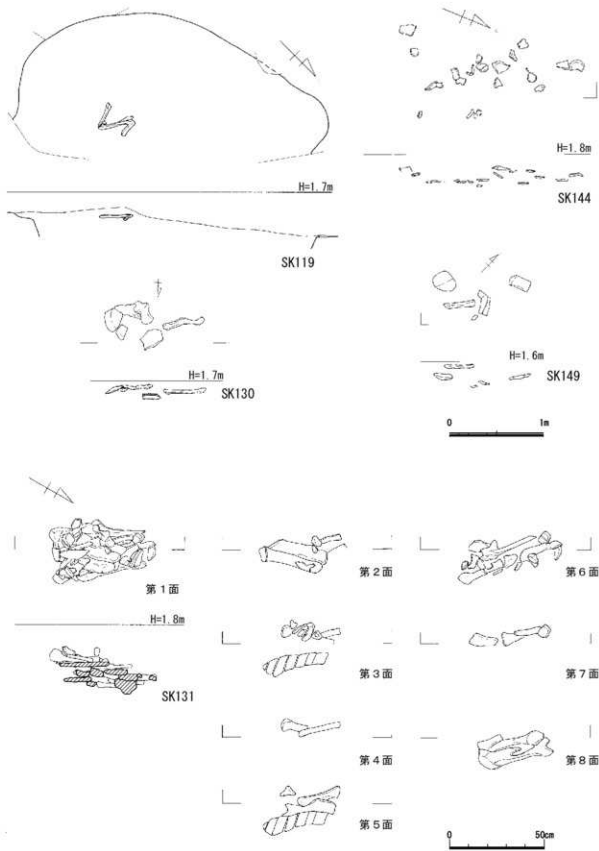 H=1.7m
SK119
H=1.8m
SK144
H=1.7m
SK130
H=1.6m
SK149
0 1m
第1面
H=1.8m
SK131
第2面
第3面
第4面
第5面
第6面
第7面
第8面
0 50cm